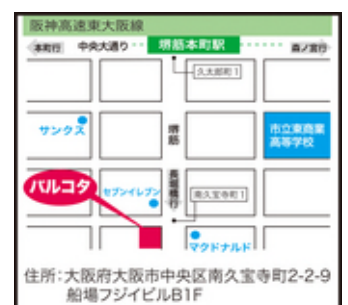 阪神高速東大阪線
本町行 中央大通り 堺筋本町駅 森ノ宮行
久太郎町1
サンクス
堺筋
市立東商業
高等学校
バルコタ
セブンイレブン
長堀橋行
南久宝寺町1
マクドナルド
住所:大阪府大阪市中央区南久宝寺町2-2-9
船場フジイビルB1F